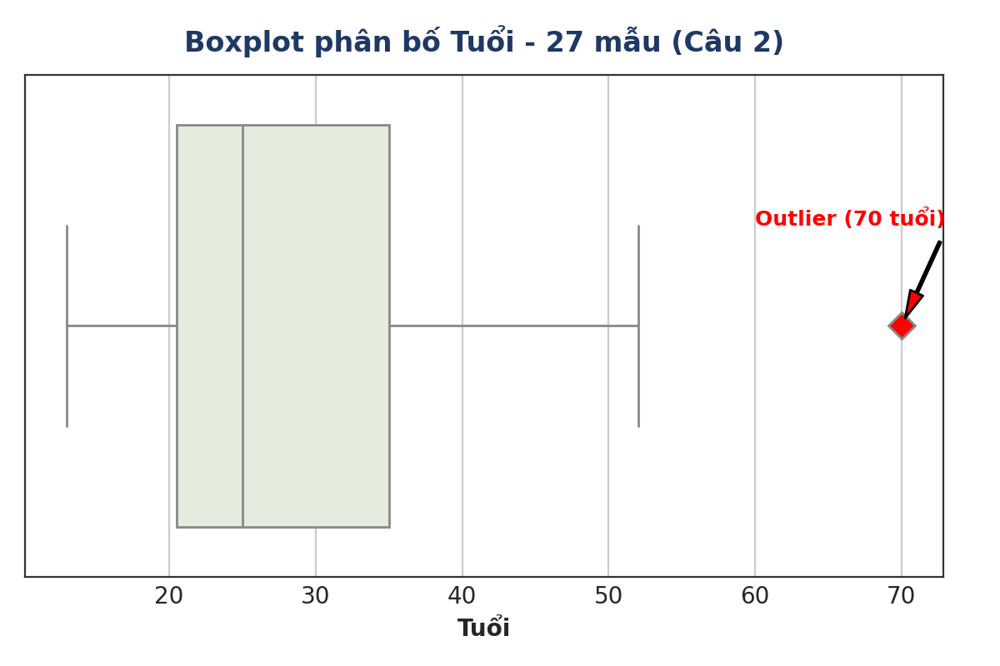 Boxplot phân bố Tuổi - 27 mẫu (Câu 2)
Outlier (70 tuổi)
20 30 40 50 60 70
Tuổi